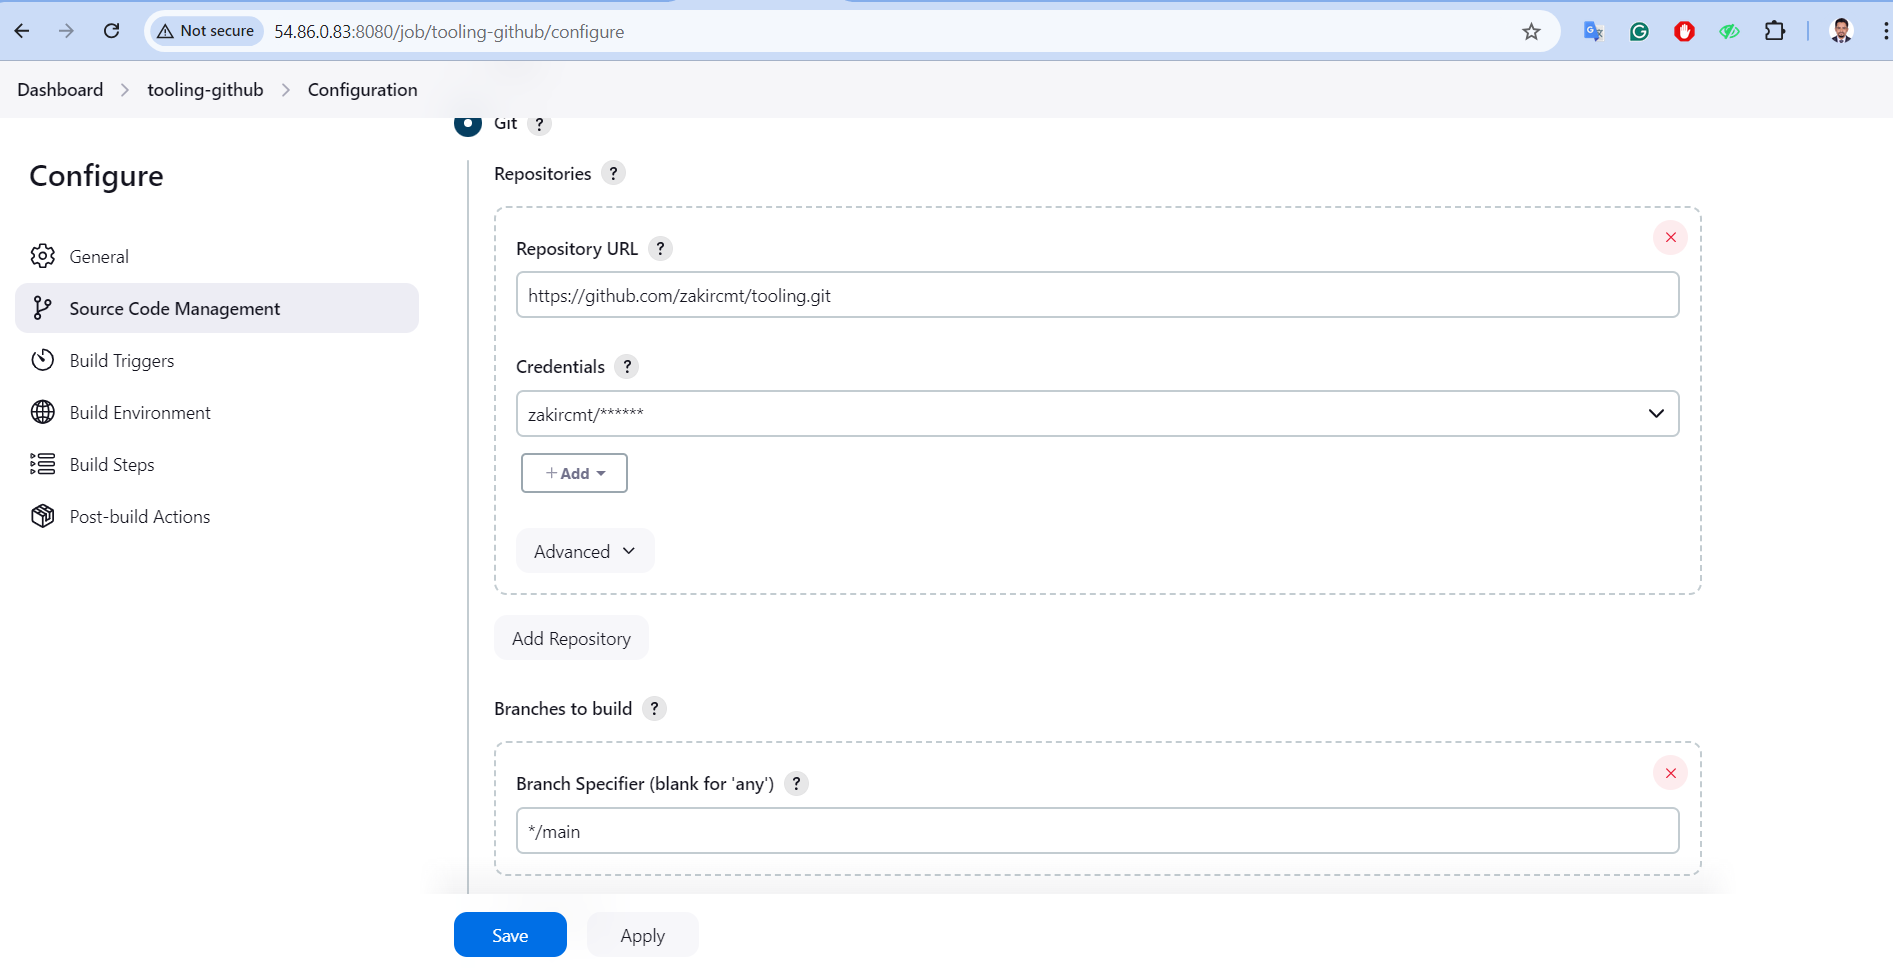 Not secure 54.86.0.83:8080/job/tooling-github/configure
Dashboard tooling-github Configuration
Configure
General
Source Code Management
Build Triggers
Build Environment
Build Steps
Post-build Actions
Git ?
Repositories ?
Repository URL ?
https://github.com/zakircmt/tooling.git
Credentials ?
zakircmt/******
+ Add
Advanced
Add Repository
Branches to build ?
Branch Specifier (blank for 'any') ?
*/main
Save Apply